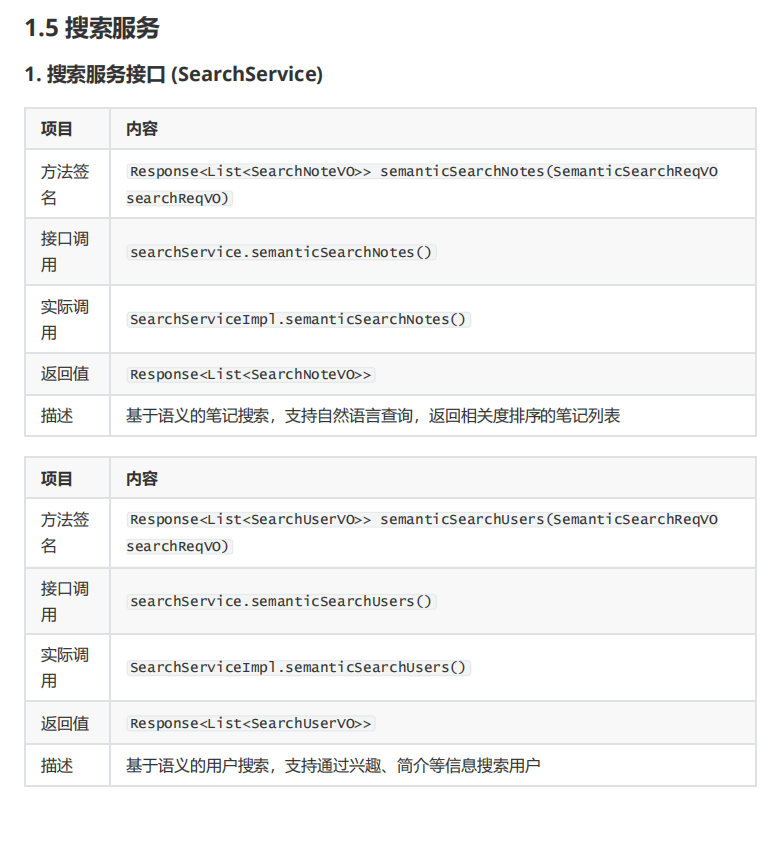 1.5 搜索服务
1. 搜索服务接口 (SearchService)
项目 内容
方法签名 Response<List<SearchNoteVO>> semanticSearchNotes(SemanticSearchReqVO
searchReqVO)
接口调用 searchService.semanticSearchNotes()
实际调用 SearchServiceImpl.semanticSearchNotes()
返回值 Response<List<SearchNoteVO>>
描述 基于语义的笔记搜索，支持自然语言查询，返回相关度排序的笔记列表
项目 内容
方法签名 Response<List<SearchUserVO>> semanticSearchUsers(SemanticSearchReqVO
searchReqVO)
接口调用 searchService.semanticSearchUsers()
实际调用 SearchServiceImpl.semanticSearchUsers()
返回值 Response<List<SearchUserVO>>
描述 基于语义的用户搜索，支持通过兴趣、简介等信息搜索用户